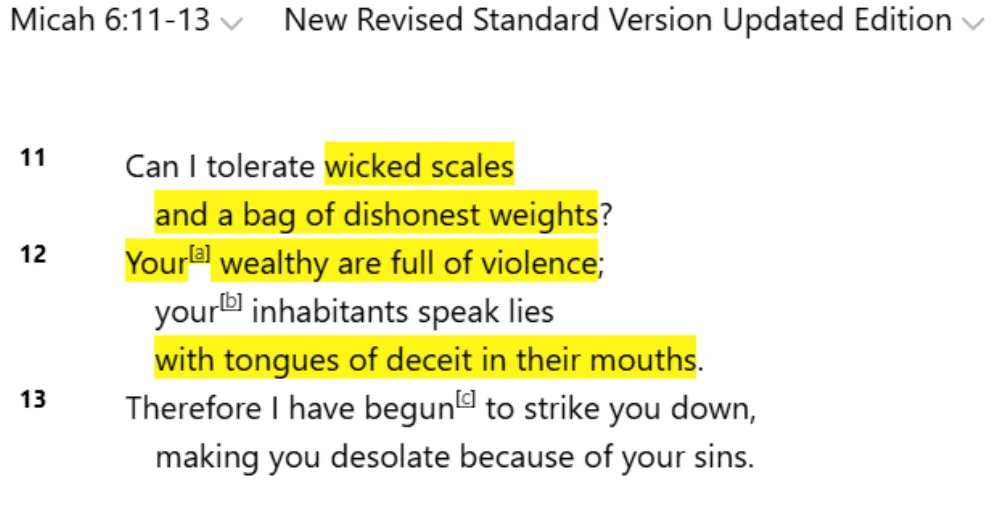 Micah 6:11-13 New Revised Standard Version Updated Edition
11 Can I tolerate wicked scales
and a bag of dishonest weights?
12 Your[a] wealthy are full of violence;
your[b] inhabitants speak lies
with tongues of deceit in their mouths.
13 Therefore I have begun[c] to strike you down,
making you desolate because of your sins.